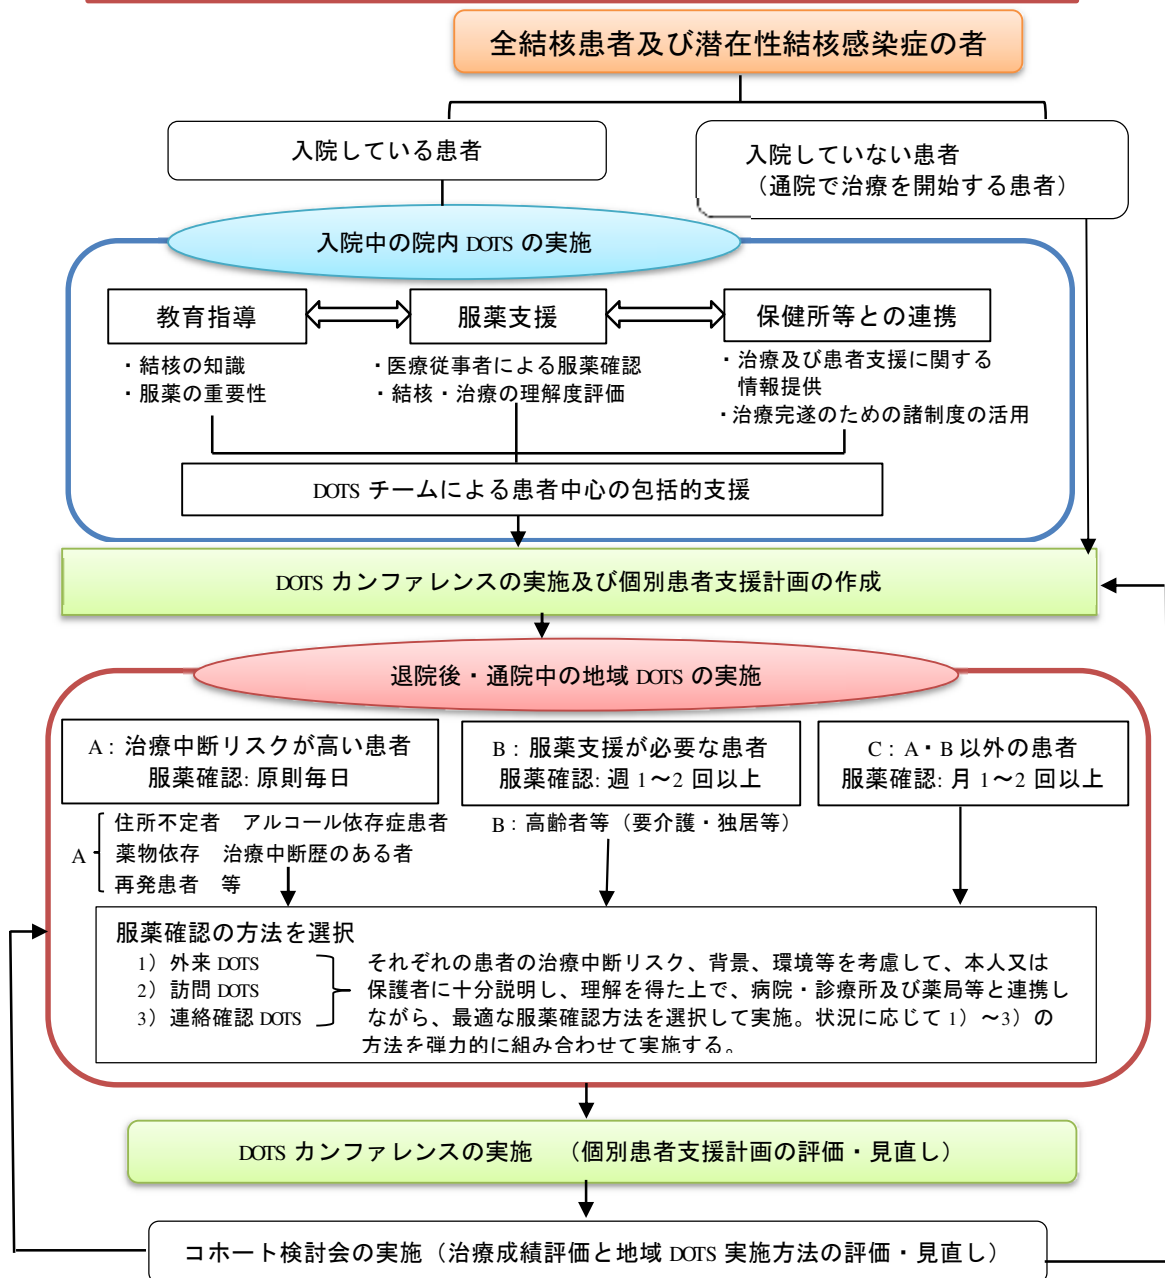 全結核患者及び潜在性結核感染症の者
入院している患者
入院していない患者
（通院で治療を開始する患者）
入院中の院内 DOTS の実施
教育指導
服薬支援
保健所等との連携
・結核の知識
・服薬の重要性
・医療従事者による服薬確認
・結核・治療の理解度評価
・治療及び患者支援に関する
情報提供
・治療完遂のための諸制度の活用
DOTS チームによる患者中心の包括的支援
DOTS カンファレンスの実施及び個別患者支援計画の作成
退院後・通院中の地域 DOTS の実施
A：治療中断リスクが高い患者
服薬確認: 原則毎日
B：服薬支援が必要な患者
服薬確認: 週 1～2 回以上
C：A・B 以外の患者
服薬確認: 月 1～2 回以上
A
住所不定者　アルコール依存症患者
薬物依存　治療中断歴のある者
再発患者　等
B：高齢者等（要介護・独居等）
服薬確認の方法を選択
1）外来 DOTS
2）訪問 DOTS
3）連絡確認 DOTS
それぞれの患者の治療中断リスク、背景、環境等を考慮して、本人又は
保護者に十分説明し、理解を得た上で、病院・診療所及び薬局等と連携し
ながら、最適な服薬確認方法を選択して実施。状況に応じて 1）～3）の
方法を弾力的に組み合わせて実施する。
DOTS カンファレンスの実施　（個別患者支援計画の評価・見直し）
コホート検討会の実施（治療成績評価と地域 DOTS 実施方法の評価・見直し）